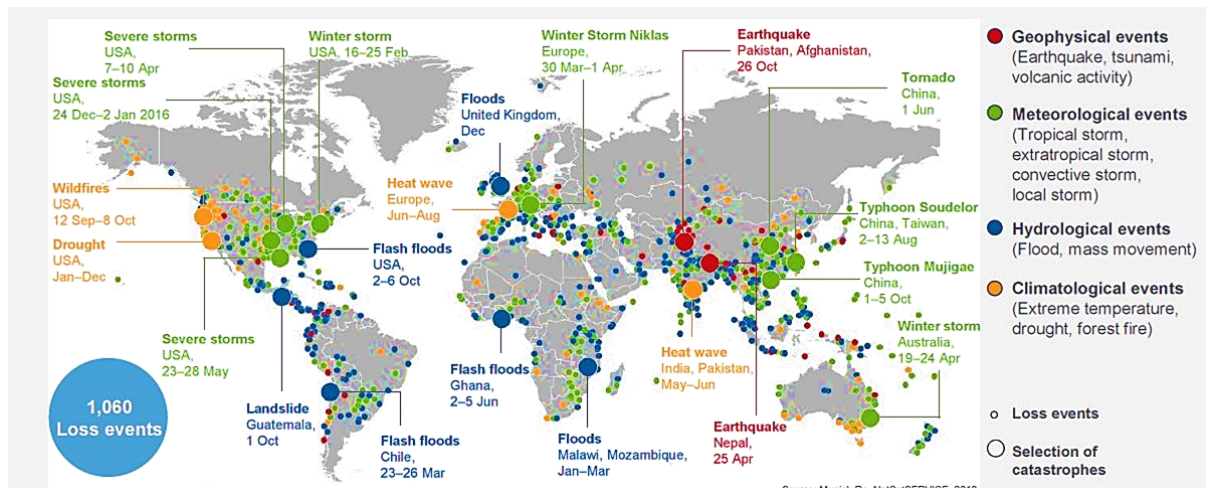 Severe storms
USA,
7–10 Apr
Winter storm
USA, 16–25 Feb
Winter Storm Niklas
Europe,
30 Mar–1 Apr
Earthquake
Pakistan, Afghanistan,
26 Oct
Tornado
China,
1 Jun
Severe storms
USA,
24 Dec–2 Jan 2016
Floods
United Kingdom,
Dec
Wildfires
USA,
12 Sep–8 Oct
Heat wave
Europe,
Jun–Aug
Drought
USA,
Jan–Dec
Flash floods
USA,
2–6 Oct
Typhoon Soudelor
China, Taiwan,
2–13 Aug
Typhoon Mujigae
China,
1–5 Oct
Severe storms
USA,
23–28 May
Winter storm
Australia,
19–24 Apr
Heat wave
India, Pakistan,
May–Jun
Flash floods
Ghana,
2–5 Jun
Landslide
Guatemala,
1 Oct
Flash floods
Chile,
23–26 Mar
Floods
Malawi, Mozambique,
Jan–Mar
Earthquake
Nepal,
25 Apr
1,060
Loss events
Geophysical events
(Earthquake, tsunami,
volcanic activity)
Meteorological events
(Tropical storm,
extratropical storm,
convective storm,
local storm)
Hydrological events
(Flood, mass movement)
Climatological events
(Extreme temperature,
drought, forest fire)
Loss events
Selection of
catastrophes